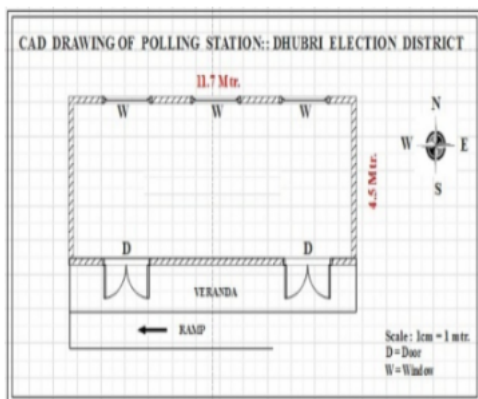 CAD DRAWING OF POLLING STATION:: DHUBRI ELECTION DISTRICT
11.7 Mtr.
W W W
N
W E
S
4.5 Mtr.
D D
VERANDA
RAMP
Scale: 1cm = 1 mtr.
D=Door
W=Window